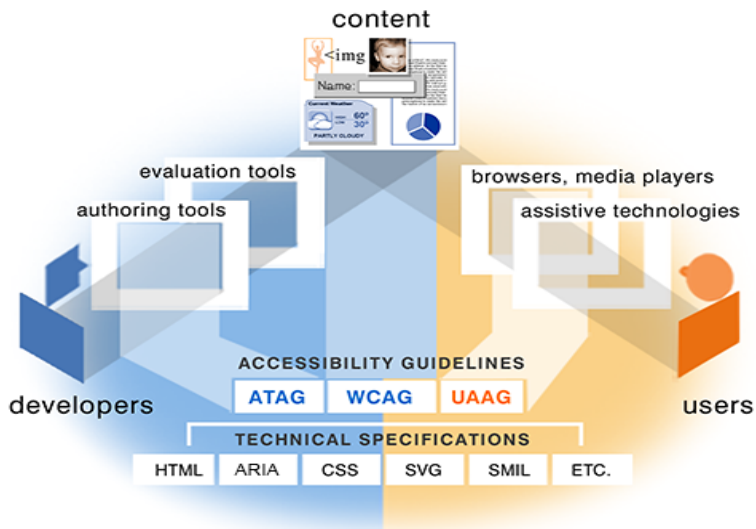 content
<img
Name:
Current Weather
60°
30°
PARTLY CLOUDY
evaluation tools
authoring tools
browsers, media players
assistive technologies
developers
users
ACCESSIBILITY GUIDELINES
ATAG WCAG UAAG
TECHNICAL SPECIFICATIONS
HTML ARIA CSS SVG SMIL ETC.